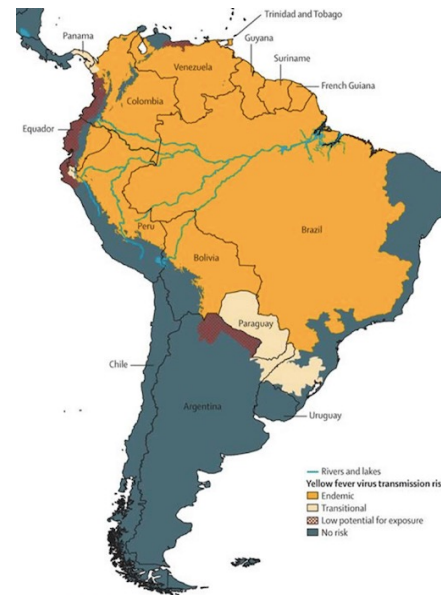 Trinidad and Tobago
Guyana
Panama
Suriname
Venezuela
French Guiana
Colombia
Equador
Peru
Brazil
Bolivia
Paraguay
Chile
Argentina
Uruguay
Rivers and lakes
Yellow fever virus transmission ris
Endemic
Transitional
Low potential for exposure
No risk